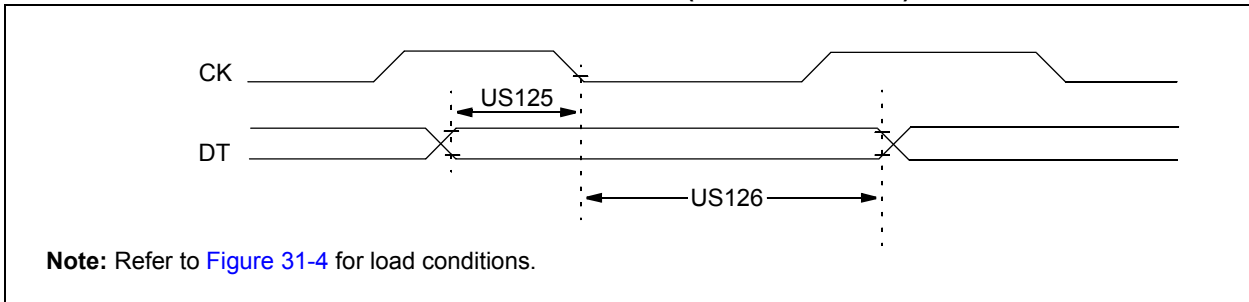 CK
US125
DT
US126
Note: Refer to Figure 31-4 for load conditions.